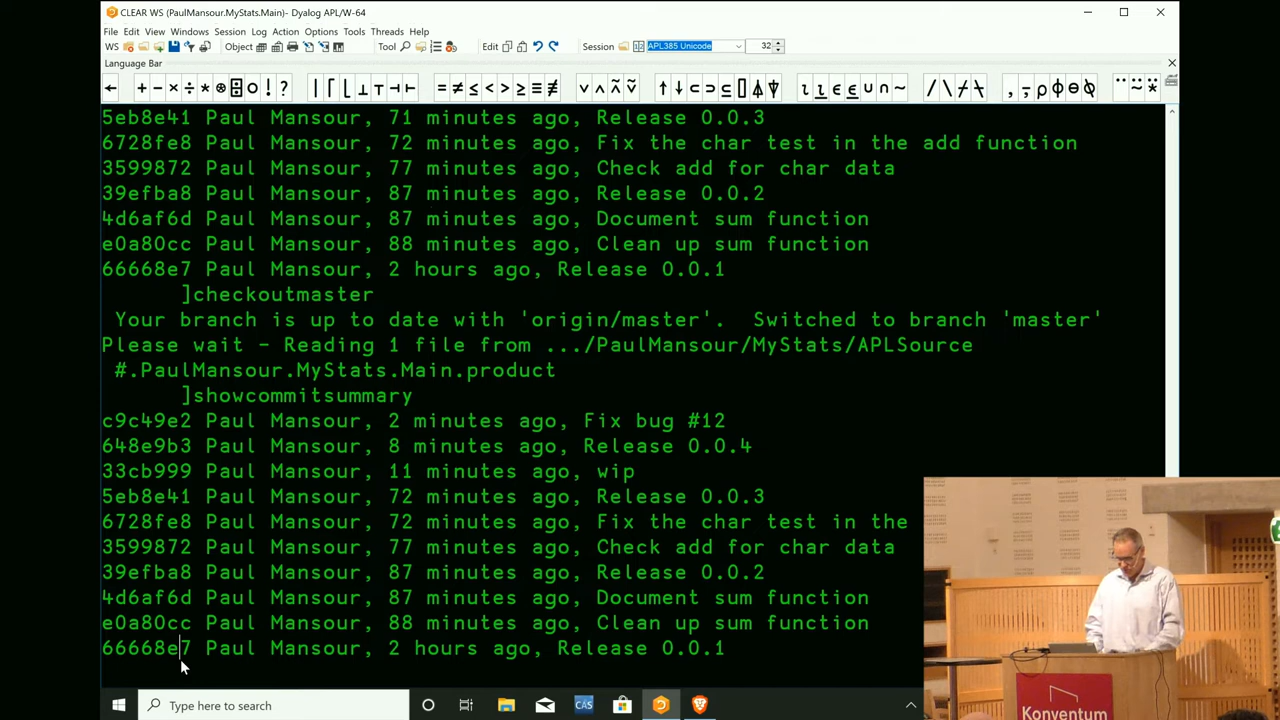 CLEAR WS (PaulMansour.MyStats.Main)- Dyalog APL/W-64
File Edit View Windows Session Log Action Options Tools Threads Help
WS Object Tool Edit Session APL385 Unicode 32
Language Bar
← + - × ÷ * ⍟ ⌹ ○ ! ? | ⌈ ⌊ ⊥ ⊤ ⊣ ⊢ = ≠ ≤ < > ≥ ≡ ≢ ∨ ∧ ⍲ ⍱ ↑ ↓ ⊂ ⊃ ⊆ ⌷ ⍋ ⍒ ⍳ ⍸ ∊ ⍷ ∪ ∩ ~ / \ ⌿ ⍀ , ⍪ ⍴ ⌽ ⊖ ⍉ ¨ ⍨ ⍣
5eb8e41 Paul Mansour, 71 minutes ago, Release 0.0.3
6728fe8 Paul Mansour, 72 minutes ago, Fix the char test in the add function
3599872 Paul Mansour, 77 minutes ago, Check add for char data
39efba8 Paul Mansour, 87 minutes ago, Release 0.0.2
4d6af6d Paul Mansour, 87 minutes ago, Document sum function
e0a80cc Paul Mansour, 88 minutes ago, Clean up sum function
66668e7 Paul Mansour, 2 hours ago, Release 0.0.1
]checkoutmaster
Your branch is up to date with 'origin/master'. Switched to branch 'master'
Please wait - Reading 1 file from .../PaulMansour/MyStats/APLSource
#.PaulMansour.MyStats.Main.product
]showcommitsummary
c9c49e2 Paul Mansour, 2 minutes ago, Fix bug #12
648e9b3 Paul Mansour, 8 minutes ago, Release 0.0.4
33cb999 Paul Mansour, 11 minutes ago, wip
5eb8e41 Paul Mansour, 72 minutes ago, Release 0.0.3
6728fe8 Paul Mansour, 72 minutes ago, Fix the char test in the
3599872 Paul Mansour, 77 minutes ago, Check add for char data
39efba8 Paul Mansour, 87 minutes ago, Release 0.0.2
4d6af6d Paul Mansour, 87 minutes ago, Document sum function
e0a80cc Paul Mansour, 88 minutes ago, Clean up sum function
66668e7 Paul Mansour, 2 hours ago, Release 0.0.1
Type here to search
CAS
Konventum